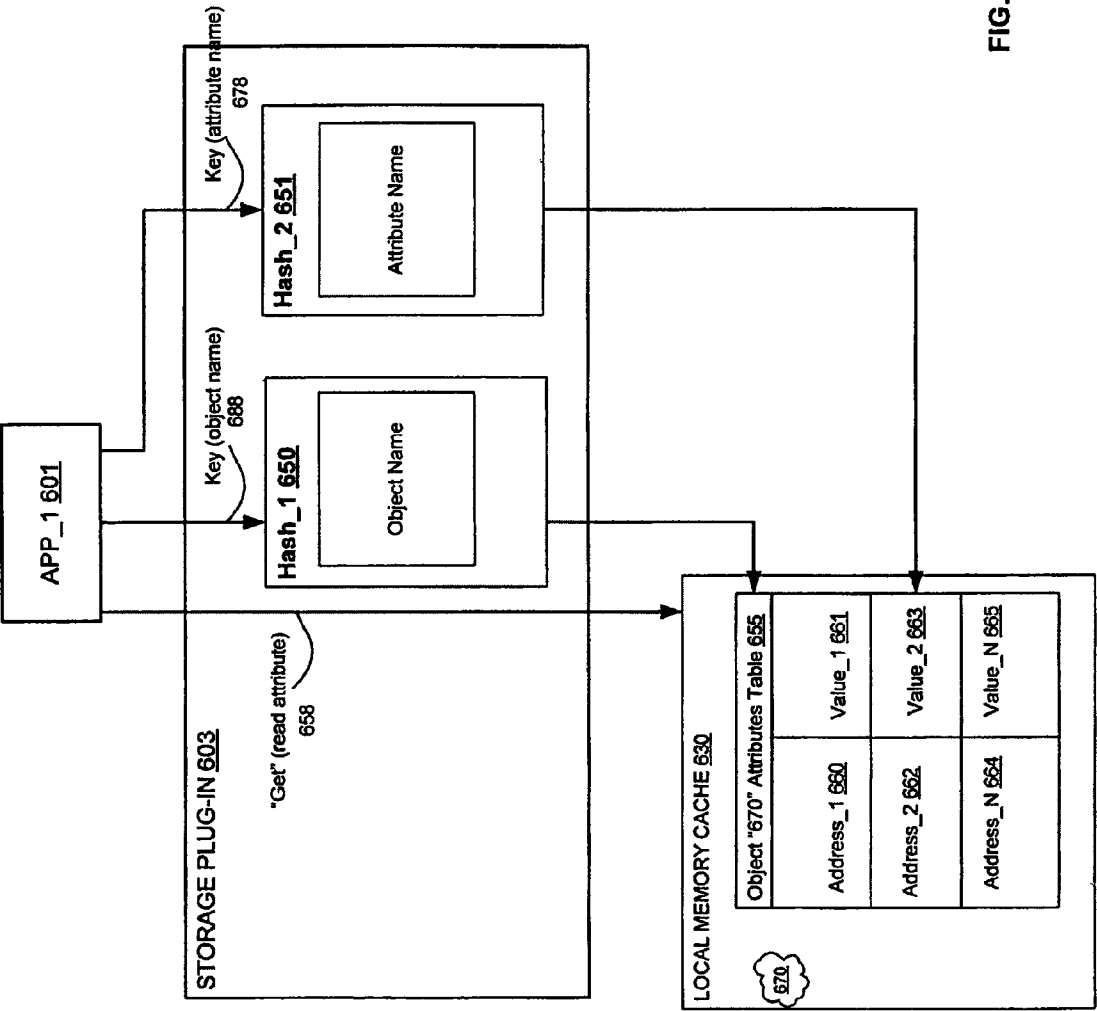 APP_1 601
Key (attribute name)
678
Key (object name)
688
"Get" (read attribute)
658
STORAGE PLUG-IN 603
Hash_1 650
Object Name
Hash_2 651
Attribute Name
LOCAL MEMORY CACHE 630
670
Object "670" Attributes Table 655
Address_1 660
Value_1 661
Address_2 662
Value_2 663
Address_N 664
Value_N 665
FIG.